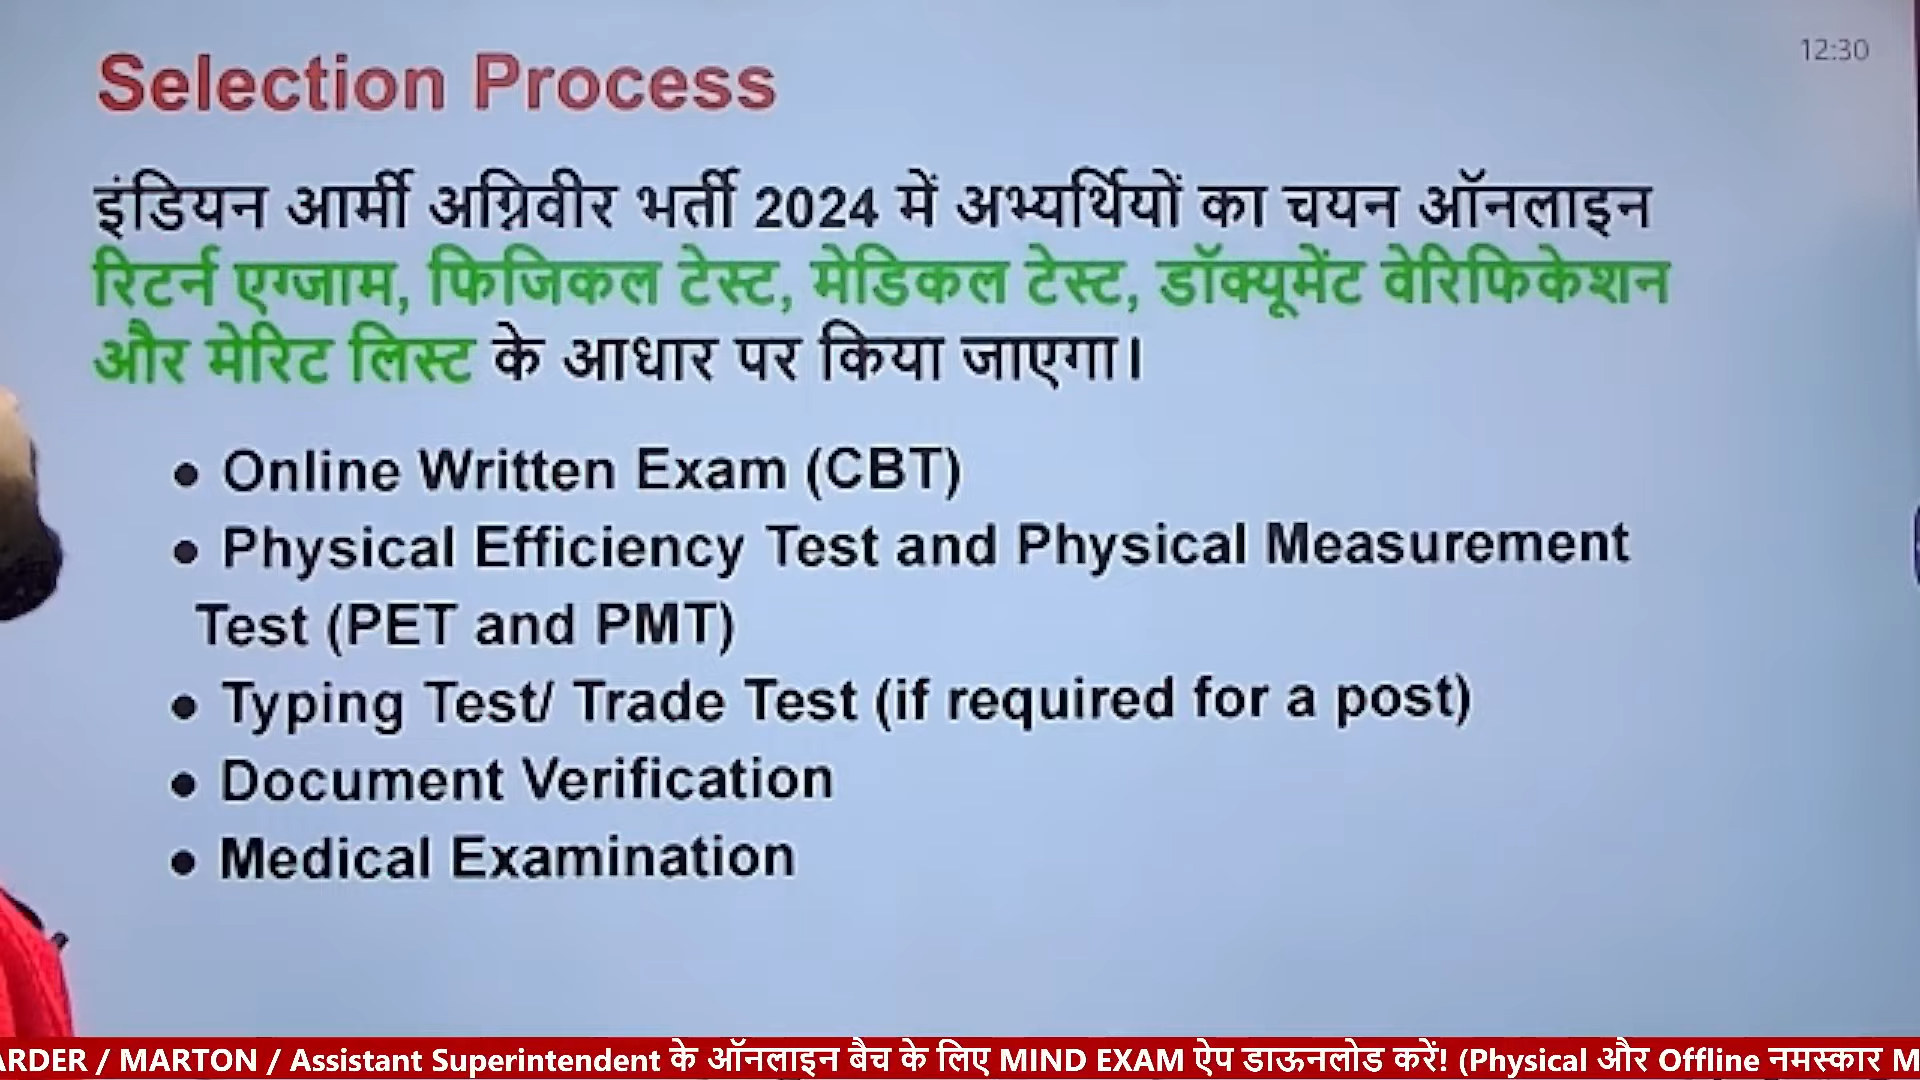 Selection Process
12:30
इंडियन आर्मी अग्निवीर भर्ती 2024 में अभ्यर्थियों का चयन ऑनलाइन
रिटर्न एग्जाम, फिजिकल टेस्ट, मेडिकल टेस्ट, डॉक्यूमेंट वेरिफिकेशन
और मेरिट लिस्ट के आधार पर किया जाएगा।
● Online Written Exam (CBT)
● Physical Efficiency Test and Physical Measurement
Test (PET and PMT)
● Typing Test/ Trade Test (if required for a post)
● Document Verification
● Medical Examination
ARDER / MARTON / Assistant Superintendent के ऑनलाइन बैच के लिए MIND EXAM ऐप डाऊनलोड करें! (Physical और Offline नमस्कार M